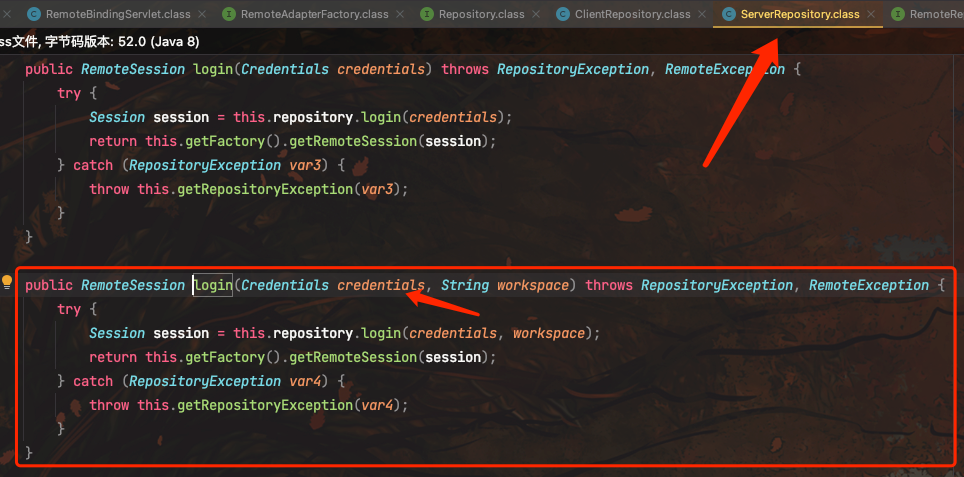 RemoteBindingServlet.class
RemoteAdapterFactory.class
Repository.class
ClientRepository.class
ServerRepository.class
RemoteRe
ss文件, 字节码版本: 52.0 (Java 8)
public RemoteSession login(Credentials credentials) throws RepositoryException, RemoteException {
try {
Session session = this.repository.login(credentials);
return this.getFactory().getRemoteSession(session);
} catch (RepositoryException var3) {
throw this.getRepositoryException(var3);
}
}
public RemoteSession login(Credentials credentials, String workspace) throws RepositoryException, RemoteException {
try {
Session session = this.repository.login(credentials, workspace);
return this.getFactory().getRemoteSession(session);
} catch (RepositoryException var4) {
throw this.getRepositoryException(var4);
}
}